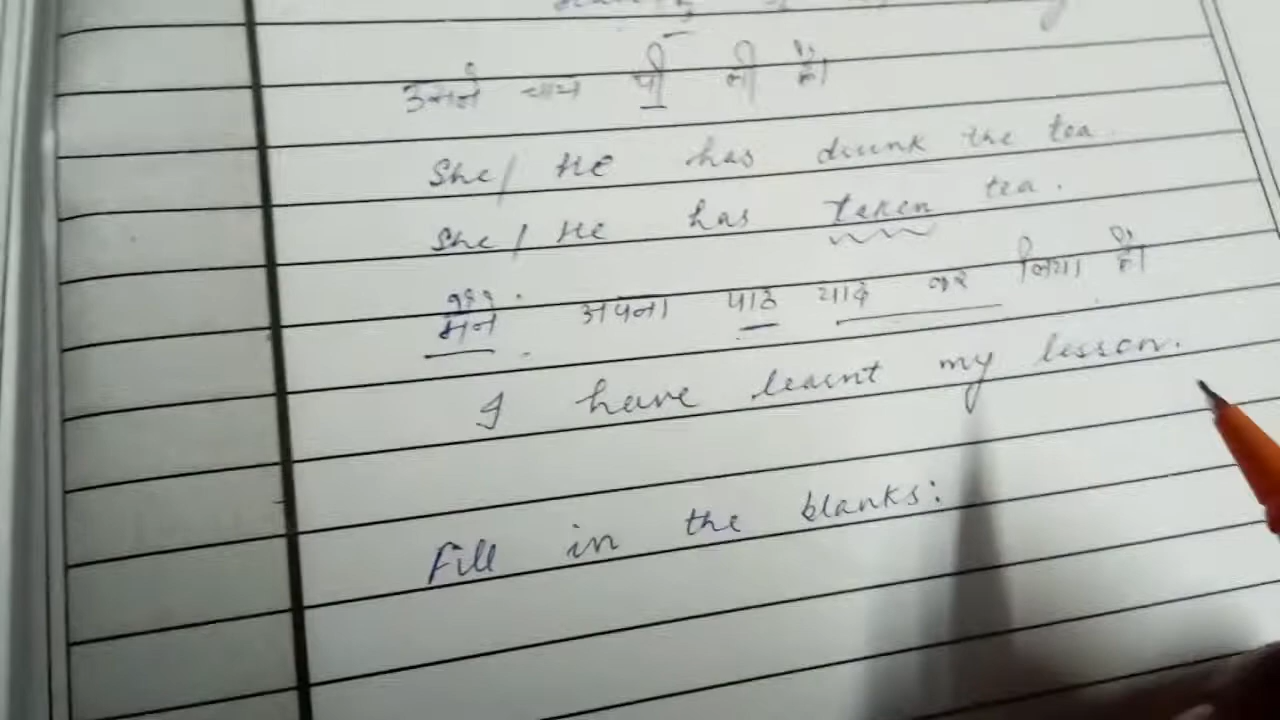 उसने चाय पी ली है।
She/ He has drunk the tea.
She/ He has taken tea.
मैंने अपना पाठ याद कर लिया है।
I have learnt my lesson.
Fill in the blanks: